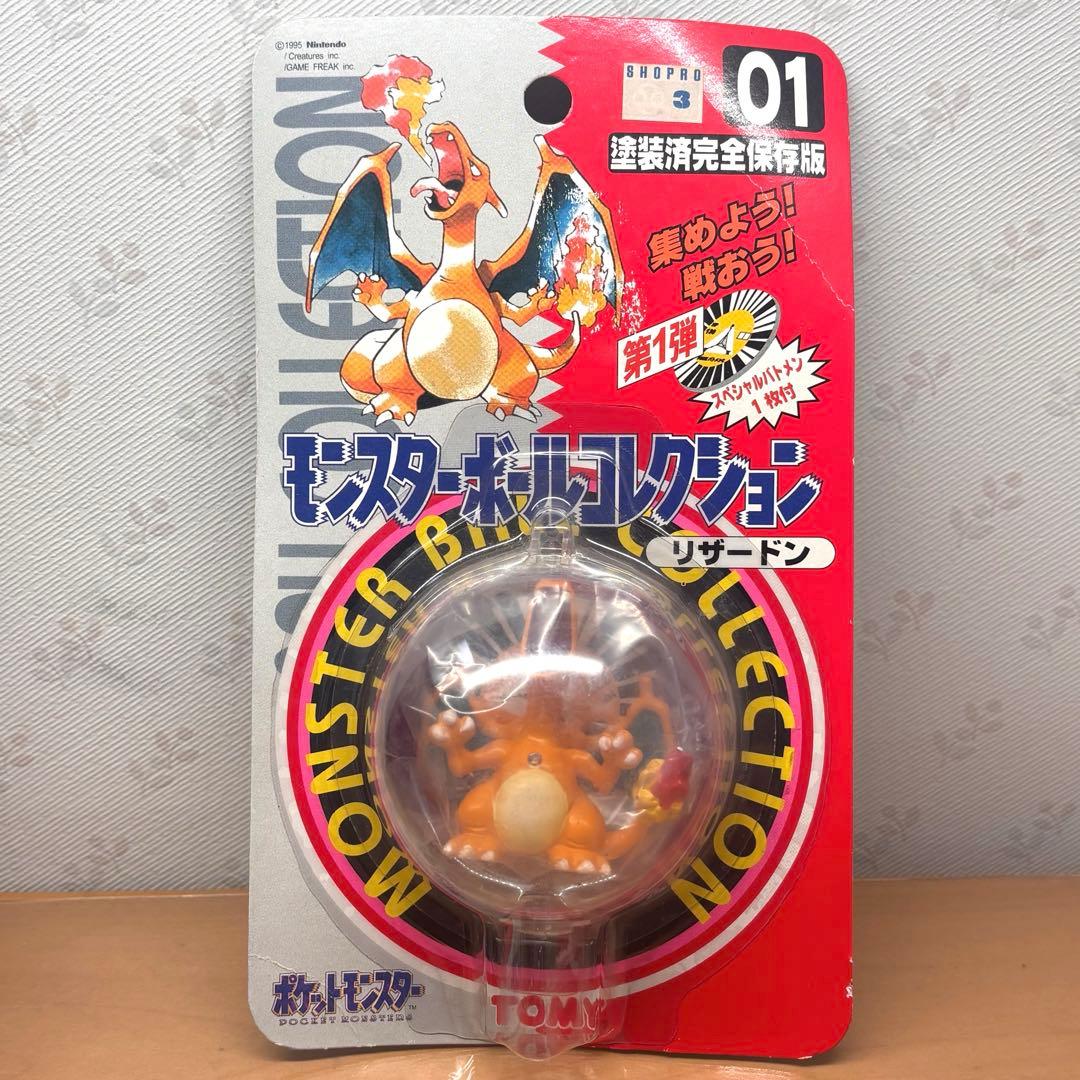 ©1995 Nintendo
/Creatures inc.
/GAME FREAK inc.
SHOPRO
3
01
塗装済完全保存版
集めよう!
戦おう!
第1弾
スペシャルバトメン
1枚付
モンスターボールコレクション
リザードン
MONSTER BALL COLLECTION
ポケットモンスター™
POCKET MONSTERS
TOMY